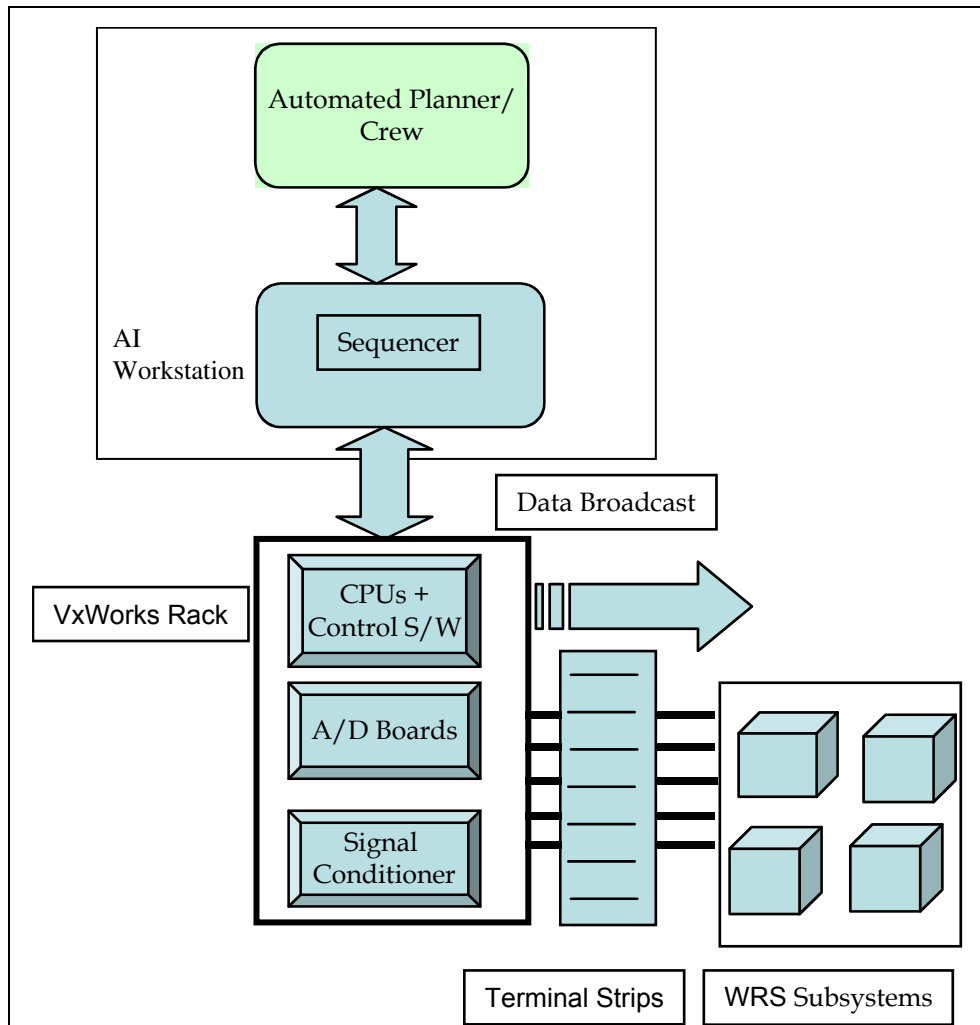 Automated Planner/
Crew
Sequencer
AI
Workstation
Data Broadcast
VxWorks Rack
CPUs +
Control S/W
A/D Boards
Signal
Conditioner
Terminal Strips
WRS Subsystems